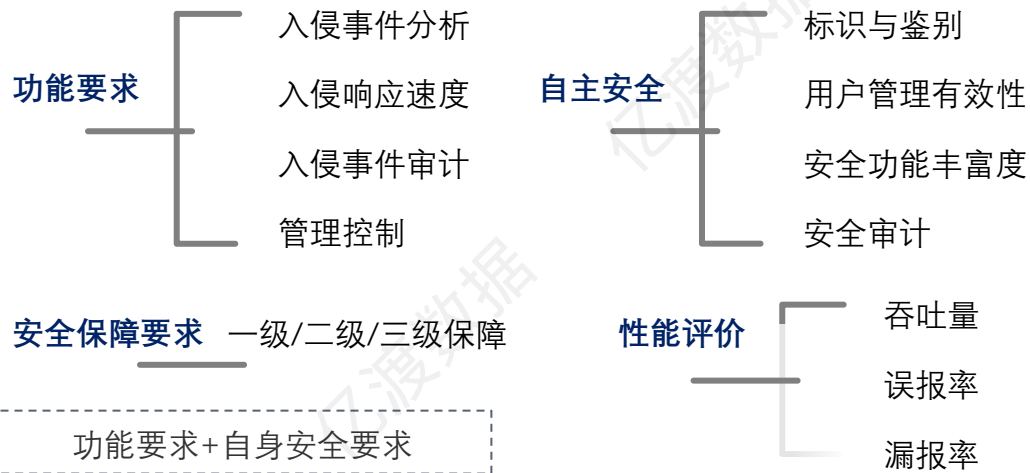 功能要求
入侵事件分析
入侵响应速度
入侵事件审计
管理控制
自主安全
标识与鉴别
用户管理有效性
安全功能丰富度
安全审计
安全保障要求 一级/二级/三级保障
性能评价
吞吐量
误报率
漏报率
功能要求+自身安全要求
亿渡数据
亿渡数据